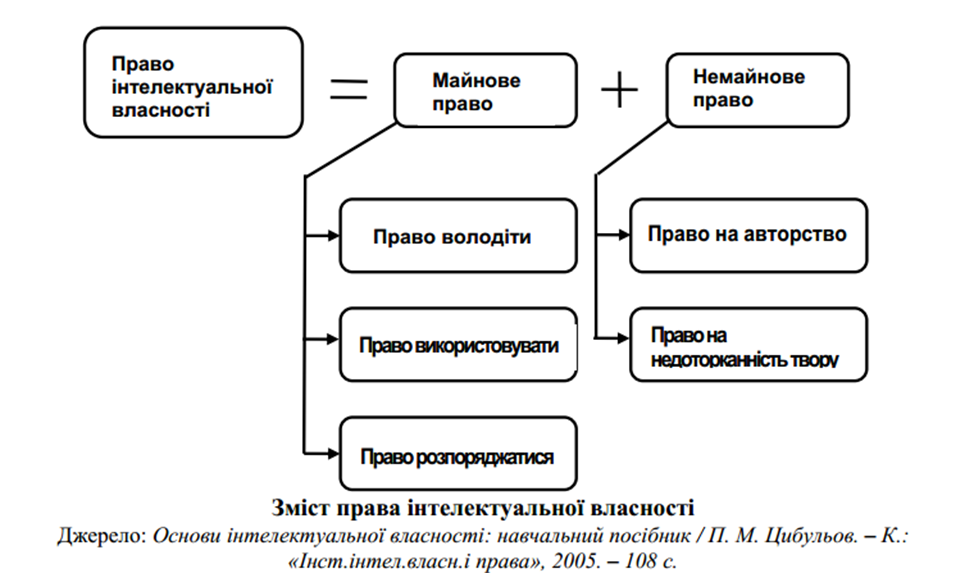 Право
інтелектуальної
власності
=
Майнове
право
+
Немайнове
право
Право володіти
Право використовувати
Право розпоряджатися
Право на авторство
Право на
недоторканність твору
Зміст права інтелектуальної власності
Джерело: Основи інтелектуальної власності: навчальний посібник / П. М. Цибульов. – К.:
«Інст.інтел.власн.і права», 2005. – 108 с.